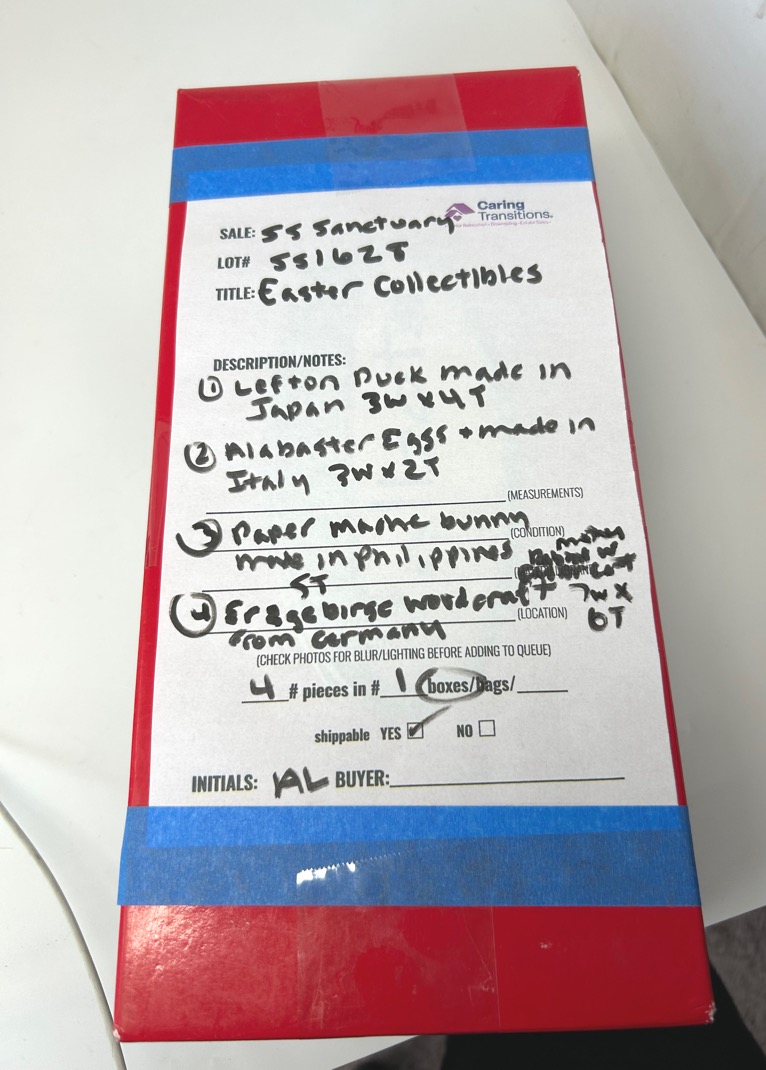 Caring
Transitions.
SALE: SS Sanctuary
LOT# SS162T
TITLE: Easter Collectibles
DESCRIPTION/NOTES:
① Lefton Duck made in
Japan 3W x 4T
② Alabaster Eggs + made in
Italy 3W x 2T
(MEASUREMENTS)
③ Paper mache bunny
(CONDITION)
made in Philippines
5T
④ Erzgebirge woodcraft 7W x
(LOCATION) 6T
from Germany
(CHECK PHOTOS FOR BLUR/LIGHTING BEFORE ADDING TO QUEUE)
4 # pieces in # 1 boxes/bags/
shippable YES ☑ NO ☐
INITIALS: AL BUYER: